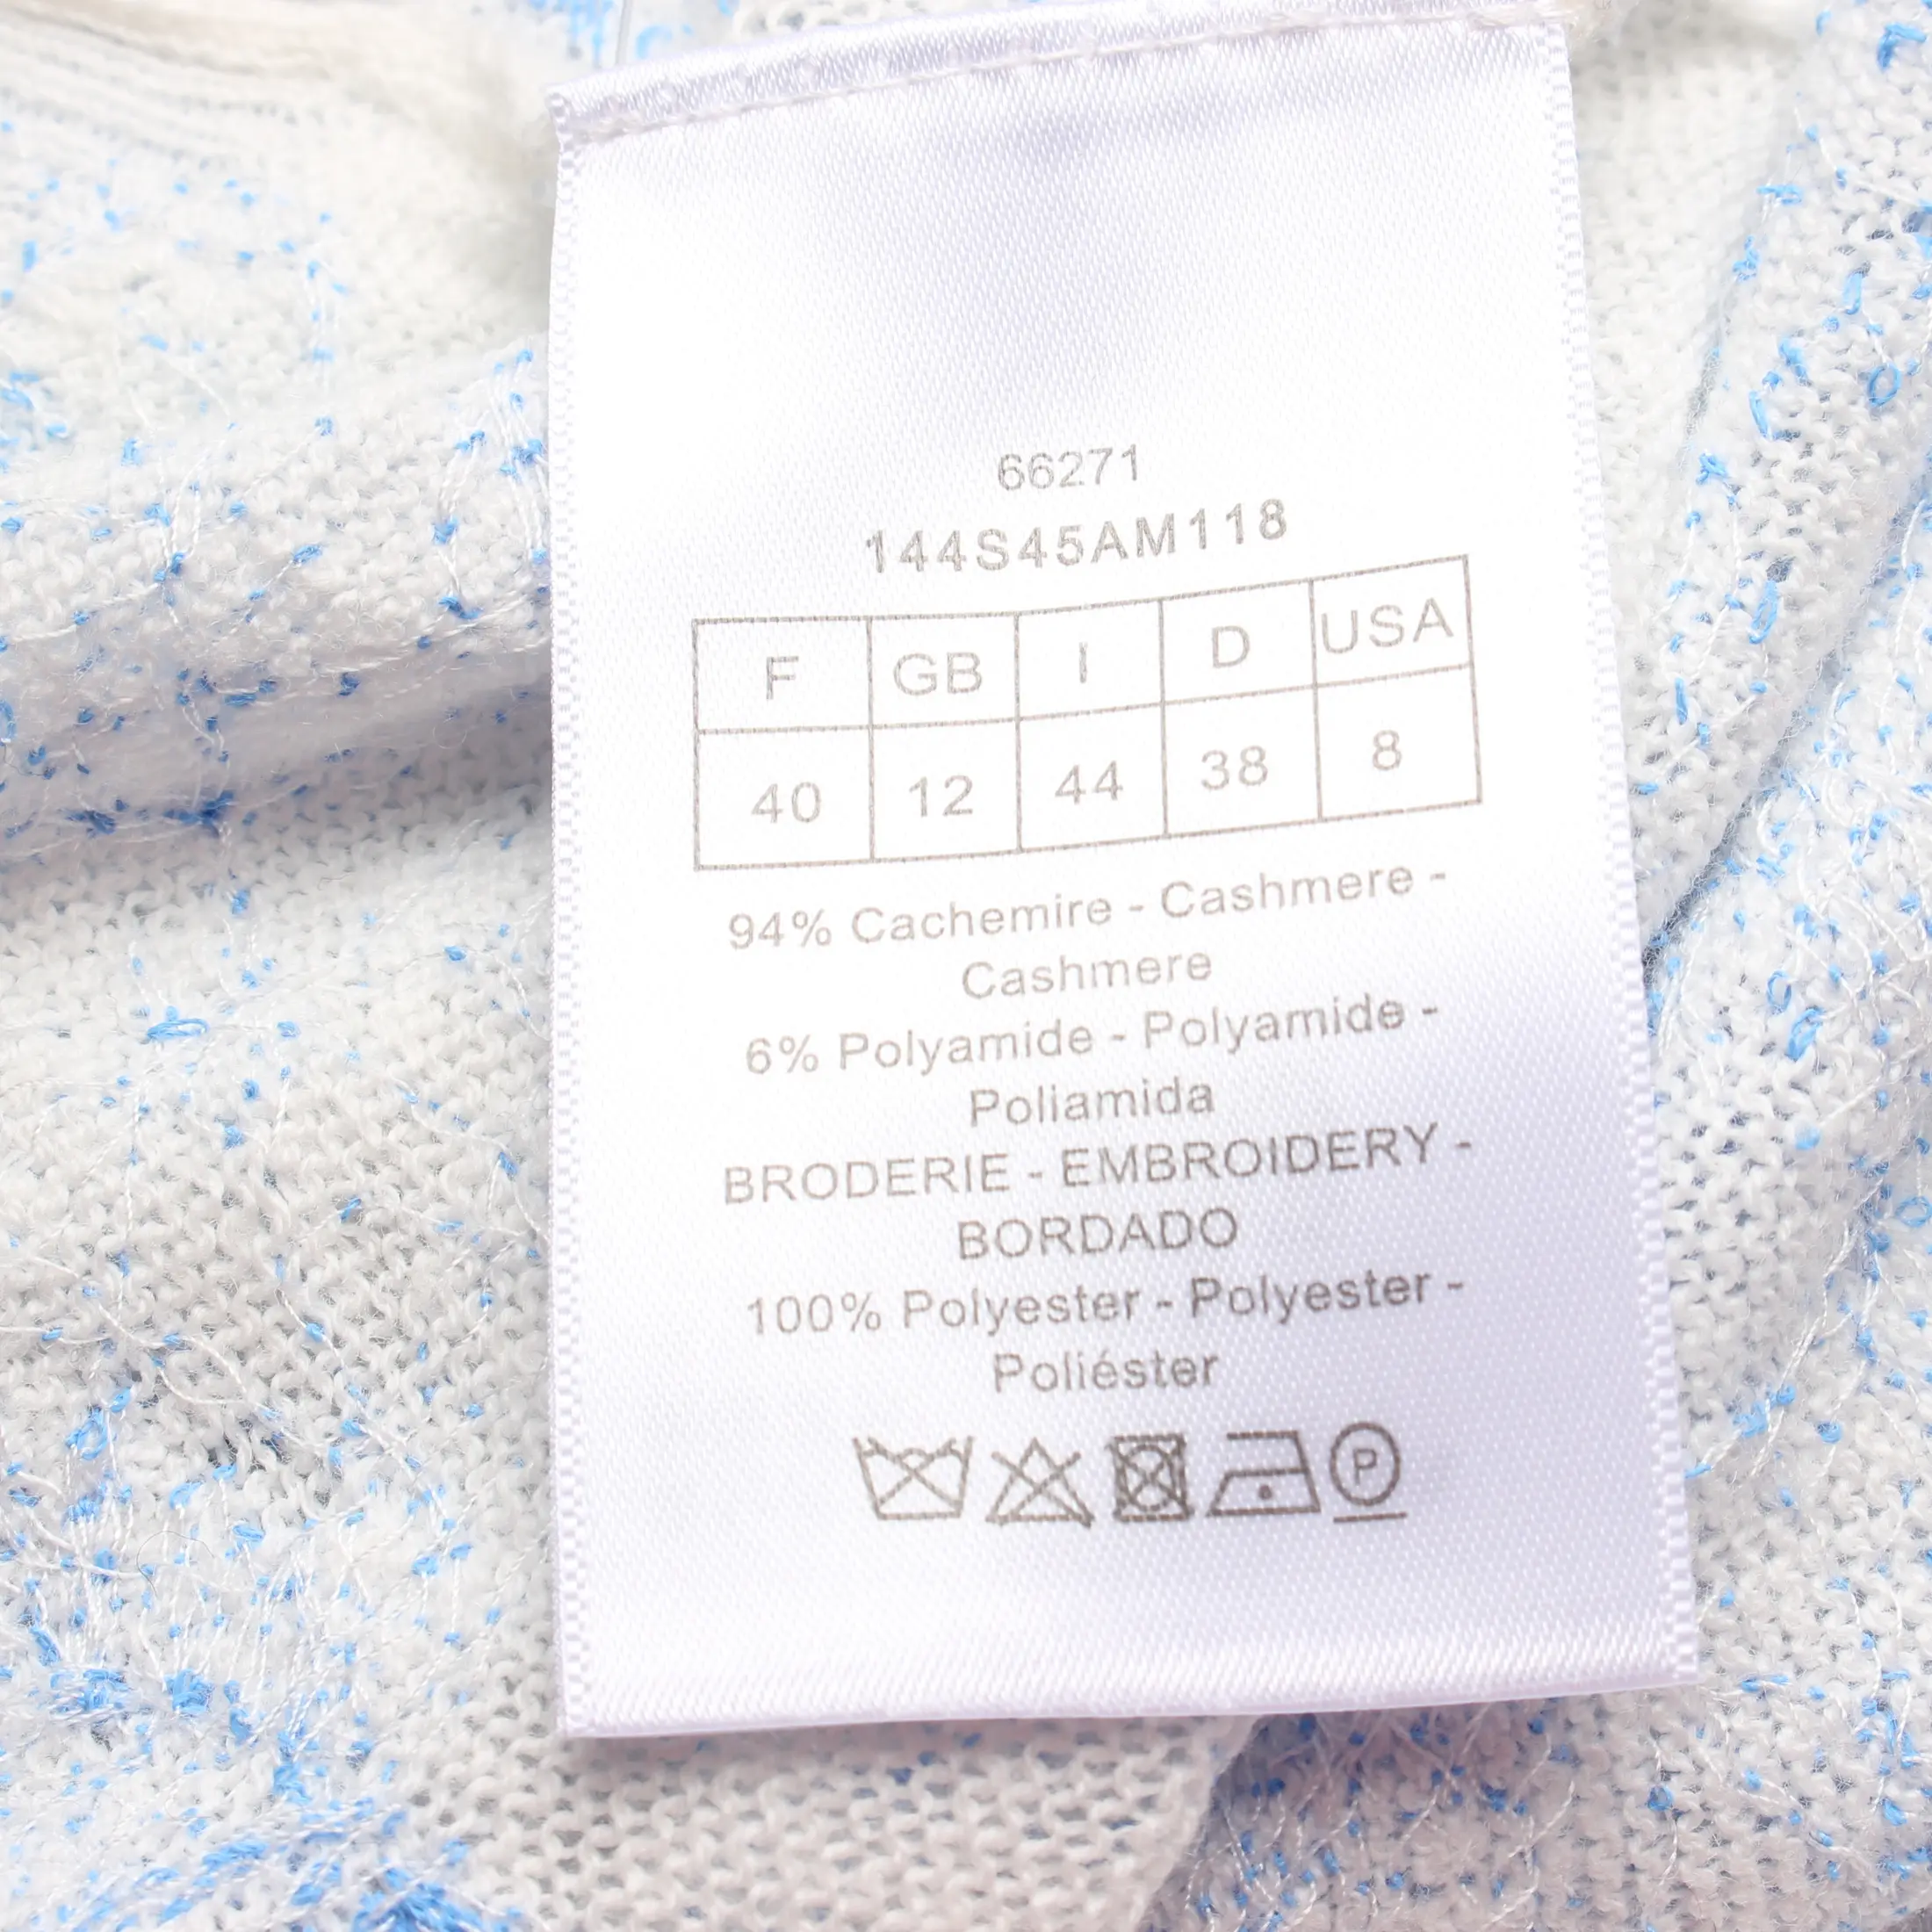 66271
144S45AM118
F GB I D USA
40 12 44 38 8
94% Cachemire - Cashmere -
Cashmere
6% Polyamide - Polyamide -
Poliamida
BRODERIE - EMBROIDERY -
BORDADO
100% Polyester - Polyester -
Poliéster
P